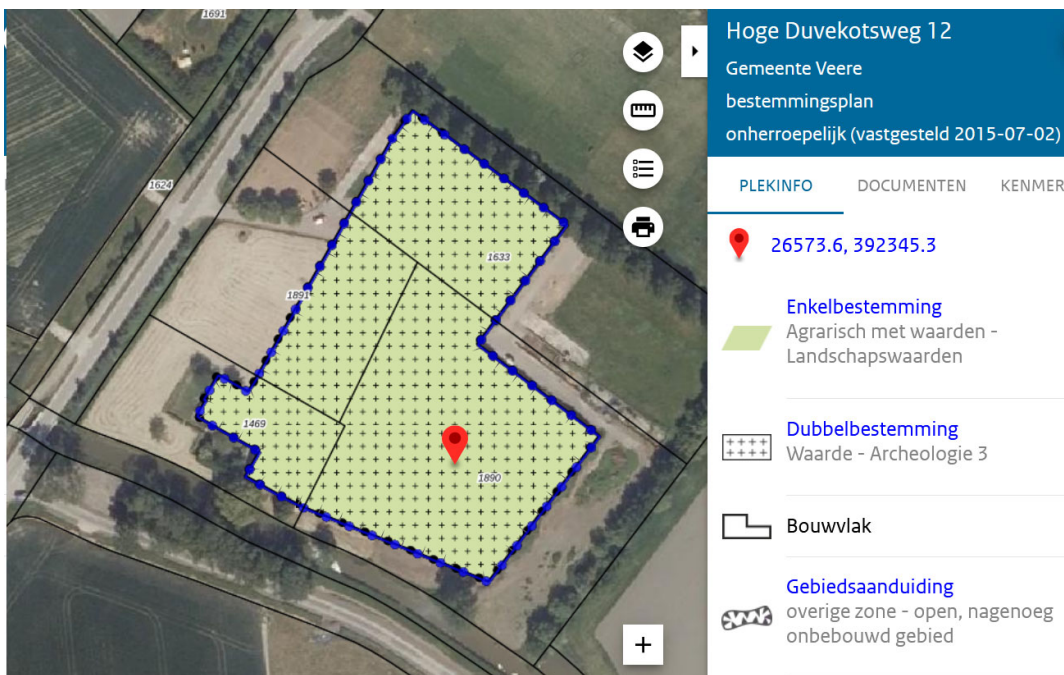 1691
1624
1633
1891
1469
1890
Hoge Duvekotsweg 12
Gemeente Veere
bestemmingsplan
onherroepelijk (vastgesteld 2015-07-02)
PLEKINFO DOCUMENTEN KENMER
26573.6, 392345.3
Enkelbestemming
Agrarisch met waarden -
Landschapswaarden
Dubbelbestemming
Waarde - Archeologie 3
Bouwvlak
Gebiedsaanduiding
overige zone - open, nagenoeg
onbebouwd gebied